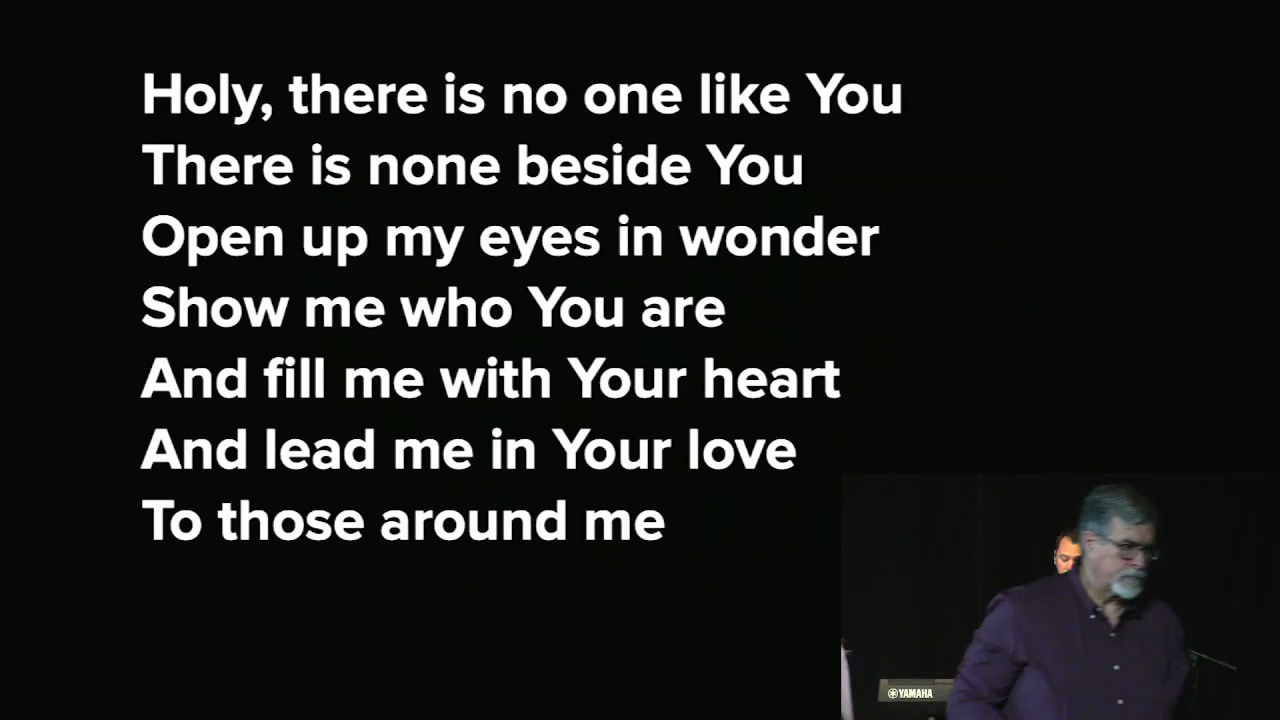 Holy, there is no one like You
There is none beside You
Open up my eyes in wonder
Show me who You are
And fill me with Your heart
And lead me in Your love
To those around me
YAMAHA